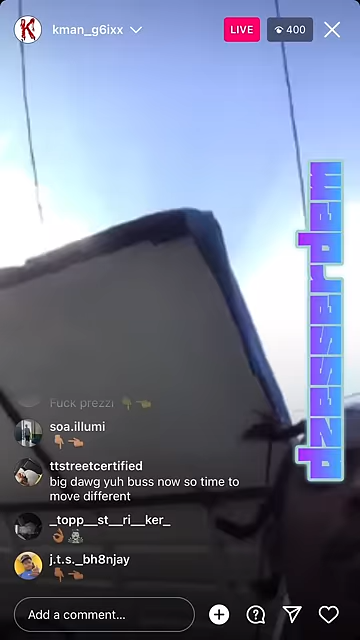 kman_g6ixx
LIVE
400
Fuck prezzi 👇🏾👈🏾
soa.illumi
👇🏾👈🏾
ttstreetcertified
big dawg yuh buss now so time to
move different
_topp__st__ri__ker_
j.t.s._bh8njay
👇🏾👈🏾
Add a comment...